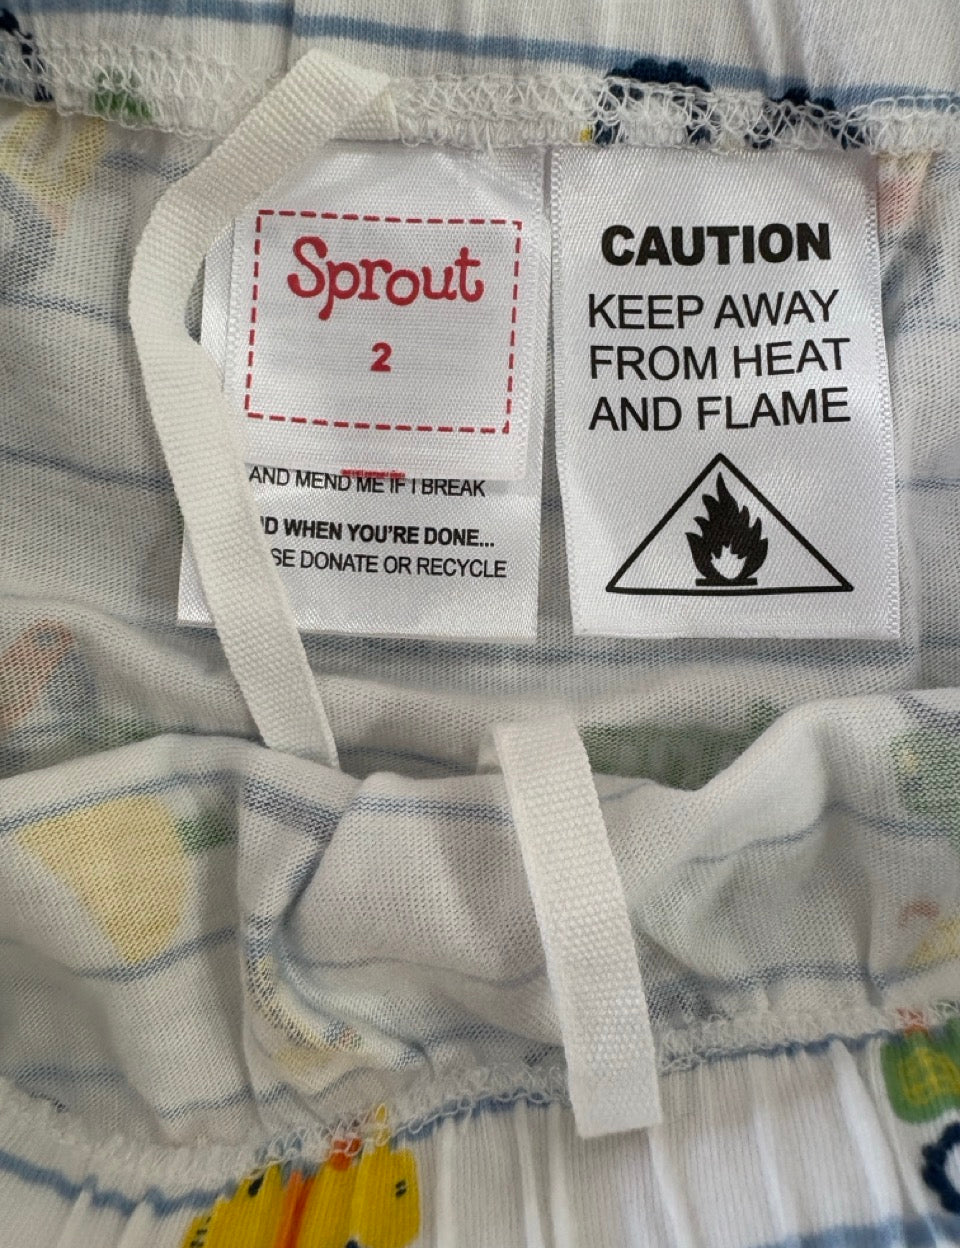 Sprout
2
AND MEND ME IF I BREAK
'D WHEN YOU'RE DONE...
SE DONATE OR RECYCLE
CAUTION
KEEP AWAY
FROM HEAT
AND FLAME